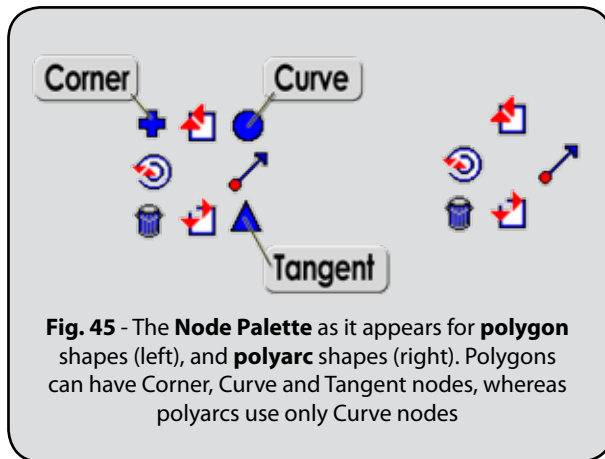 Corner
Curve
Tangent
Fig. 45 - The Node Palette as it appears for polygon
shapes (left), and polyarc shapes (right). Polygons
can have Corner, Curve and Tangent nodes, whereas
polyarcs use only Curve nodes